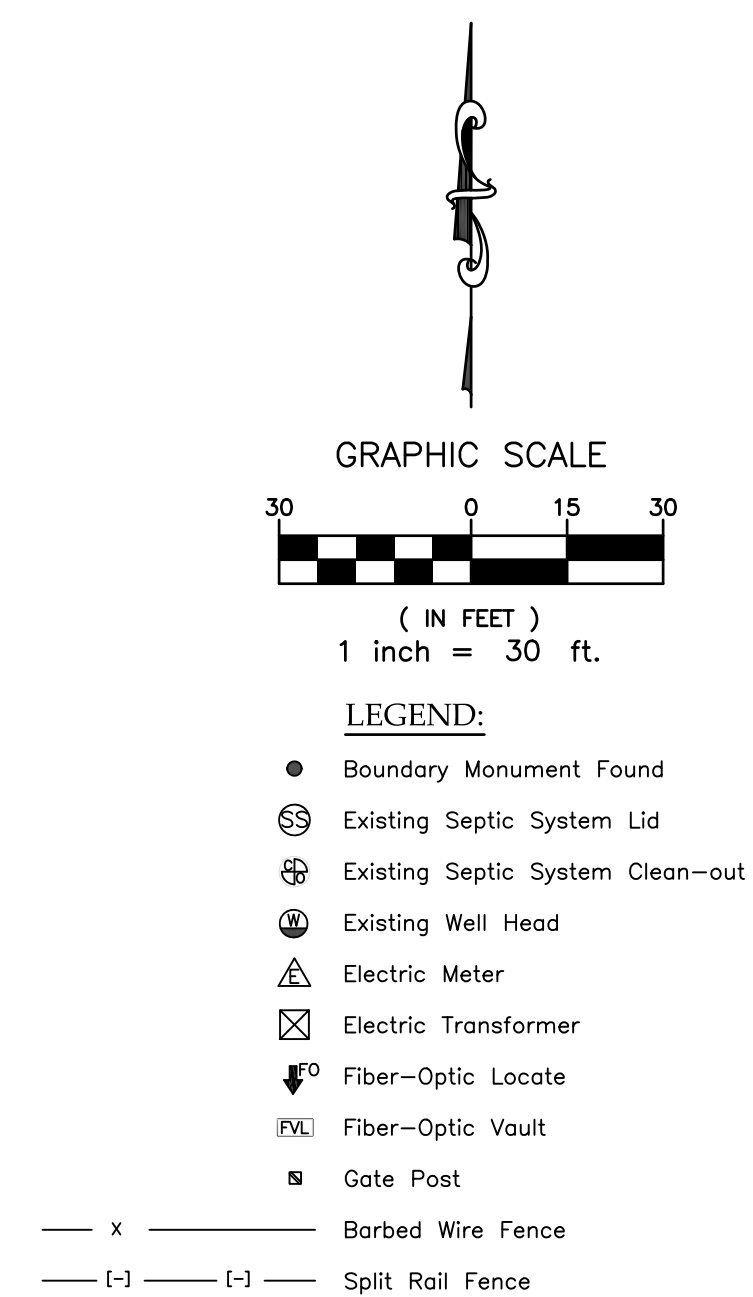 GRAPHIC SCALE
30 0 15 30
( IN FEET )
1 inch = 30 ft.
LEGEND:
Boundary Monument Found
SS Existing Septic System Lid
CO Existing Septic System Clean-out
W Existing Well Head
E Electric Meter
Electric Transformer
FO Fiber-Optic Locate
FVL Fiber-Optic Vault
Gate Post
X Barbed Wire Fence
[-] [-] Split Rail Fence